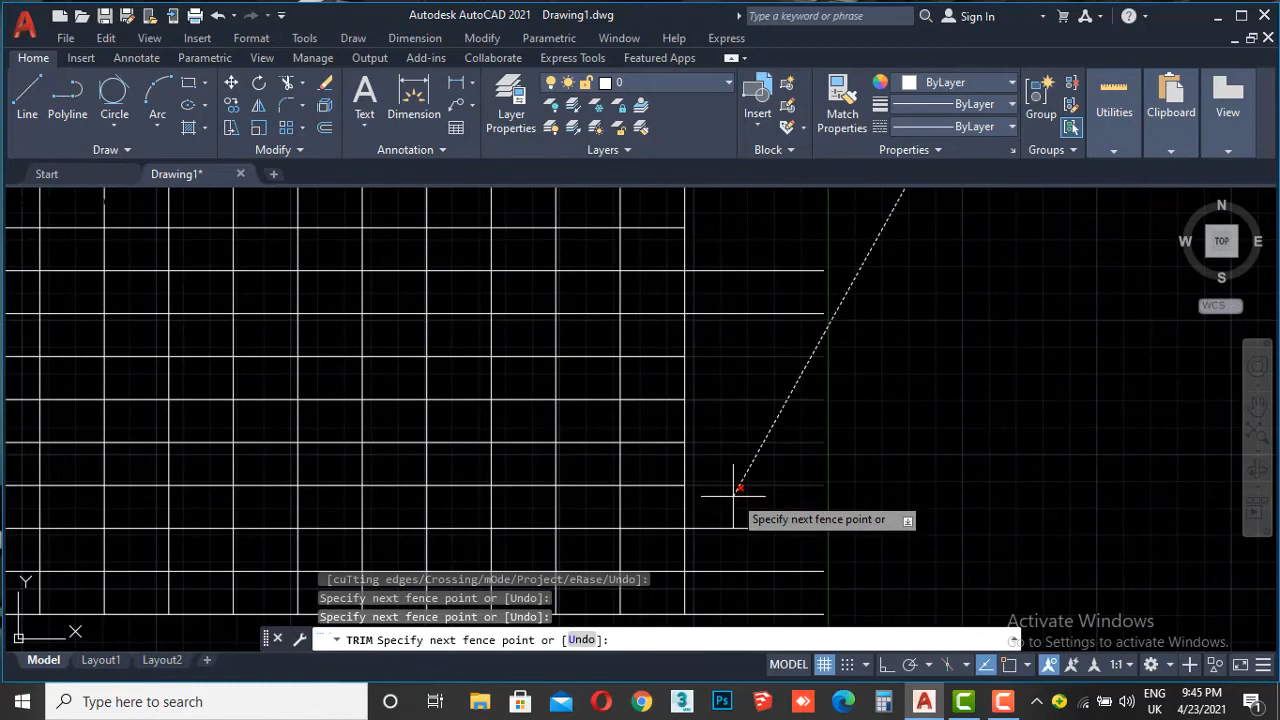 Autodesk AutoCAD 2021 Drawing1.dwg
Type a keyword or phrase
Sign In
File Edit View Insert Format Tools Draw Dimension Modify Parametric Window Help Express
Home Insert Annotate Parametric View Manage Output Add-ins Collaborate Express Tools Featured Apps
Line Polyline Circle Arc
Text Dimension
Layer Properties
0
Insert
Match Properties
ByLayer
ByLayer
ByLayer
Group
Utilities
Clipboard
View
Draw Modify Annotation Layers Block Properties Groups
Start Drawing1*
N
W TOP E
S
WCS
Specify next fence point or
Y
X
[cuTting edges/Crossing/mOde/Project/eRase/Undo]:
Specify next fence point or [Undo]:
Specify next fence point or [Undo]:
TRIM Specify next fence point or [Undo]:
Activate Windows
Go to Settings to activate Windows.
Model Layout1 Layout2 +
MODEL 1:1
Type here to search
3
Ps
ENG
UK
9:45 PM
4/23/2021
1